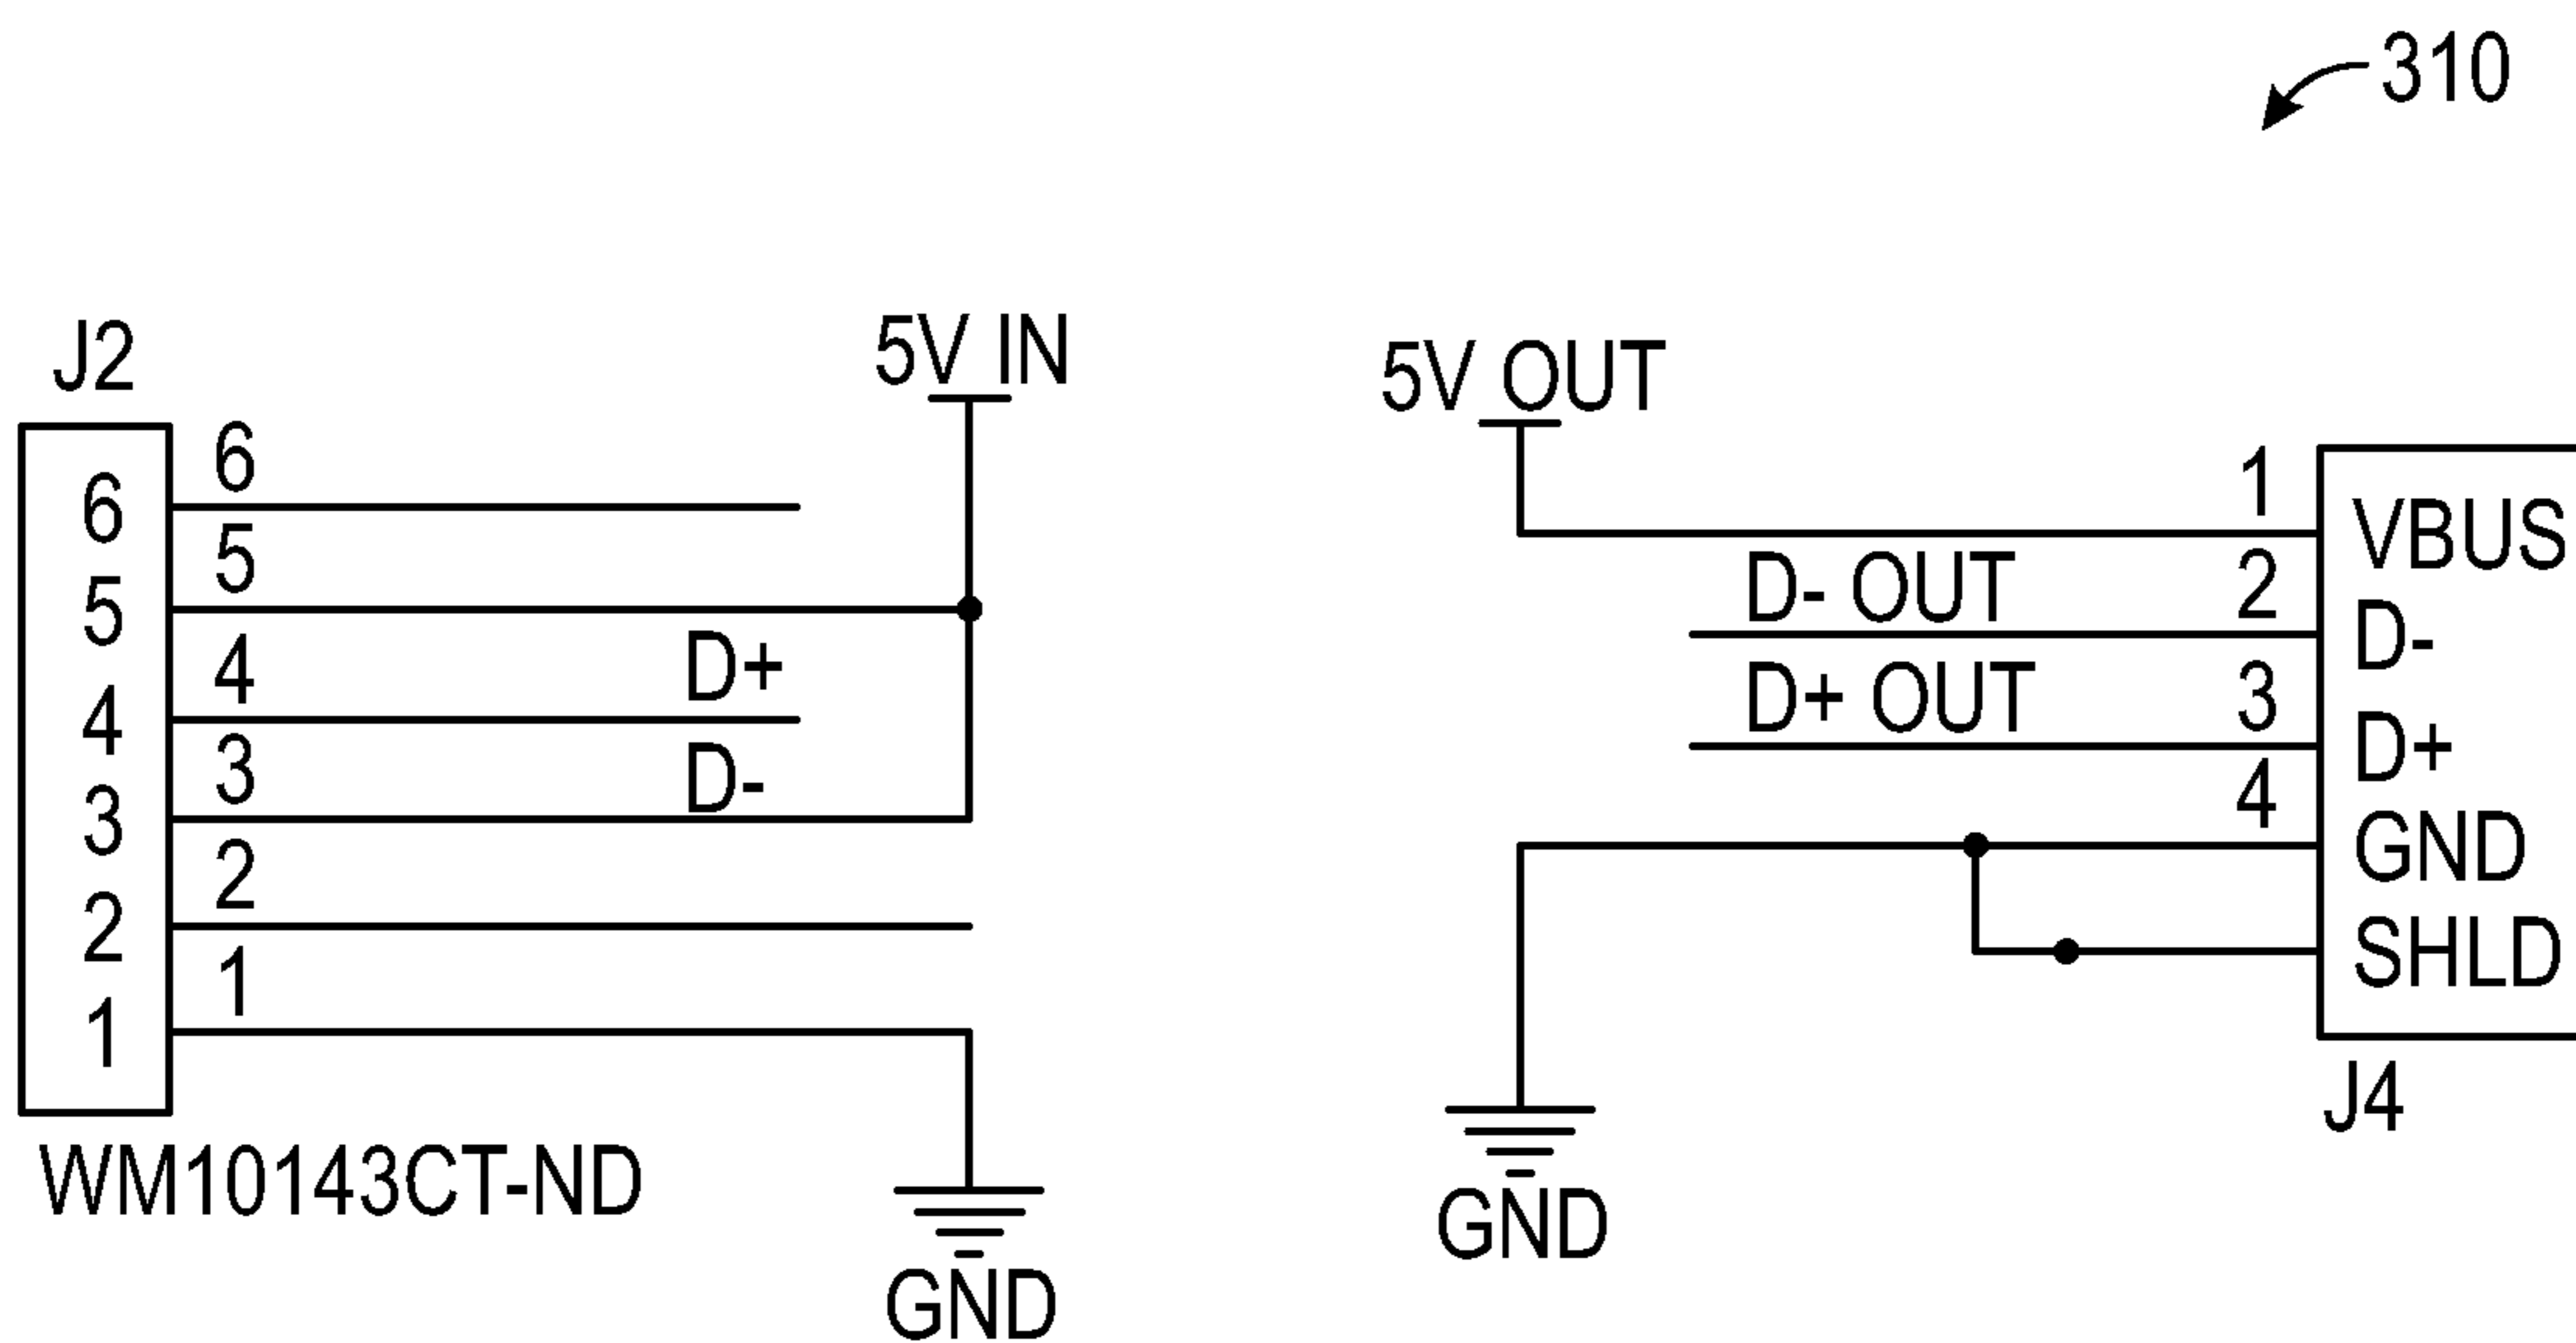 310
J2
5V IN
6 6
5 5
4 4 D+
3 3 D-
2 2
1 1
WM10143CT-ND
GND
5V OUT
1 VBUS
D- OUT 2 D-
D+ OUT 3 D+
4 GND
SHLD
J4
GND